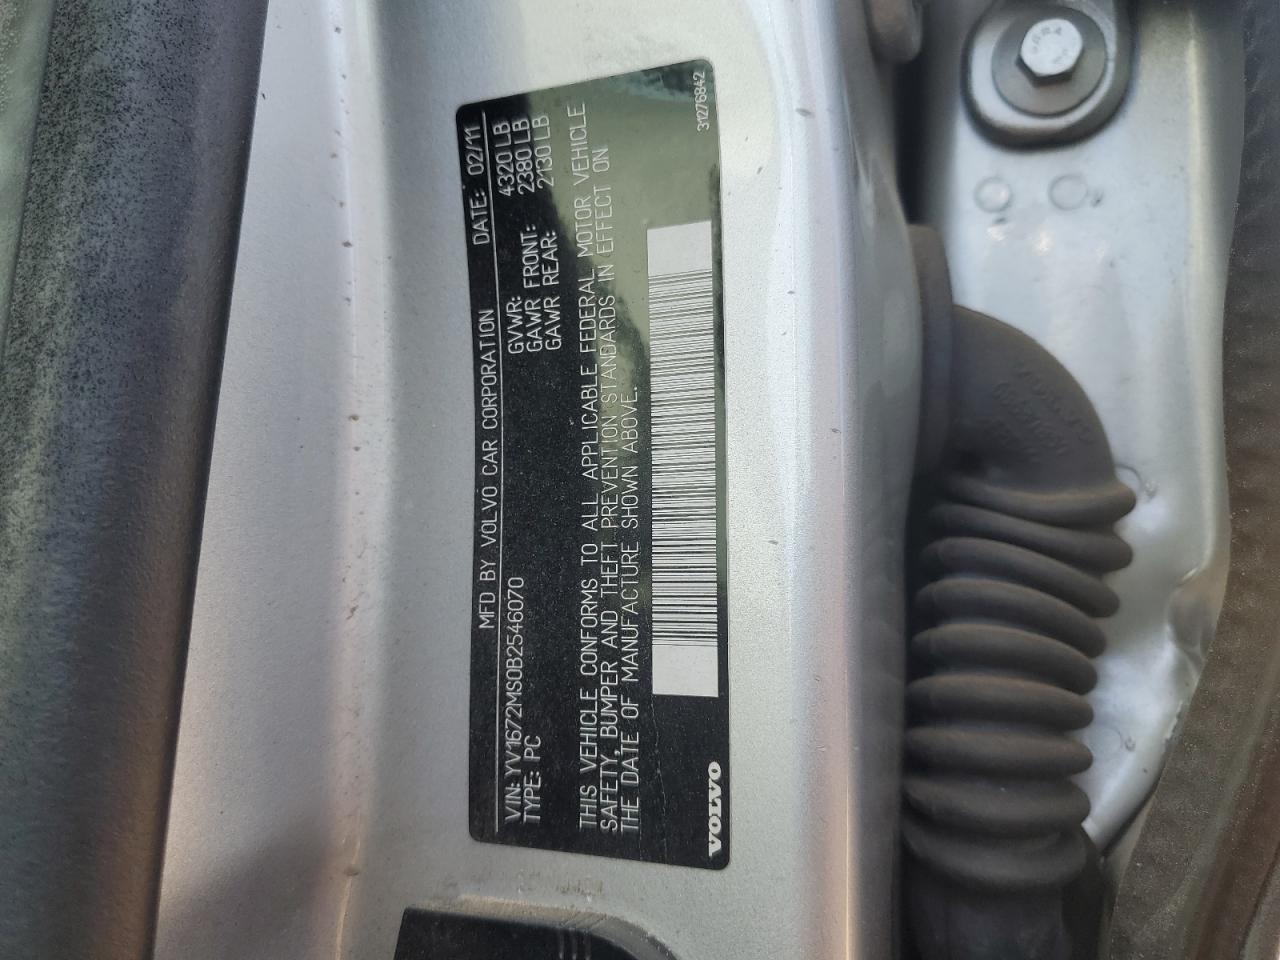 MFD BY VOLVO CAR CORPORATION DATE: 02/11
GVWR: 4320 LB
GAWR FRONT: 2380 LB
GAWR REAR: 2130 LB
VIN: YV1672MS0B2546070
TYPE: PC
THIS VEHICLE CONFORMS TO ALL APPLICABLE FEDERAL MOTOR VEHICLE
SAFETY, BUMPER AND THEFT PREVENTION STANDARDS IN EFFECT ON
THE DATE OF MANUFACTURE SHOWN ABOVE.
VOLVO
31276842